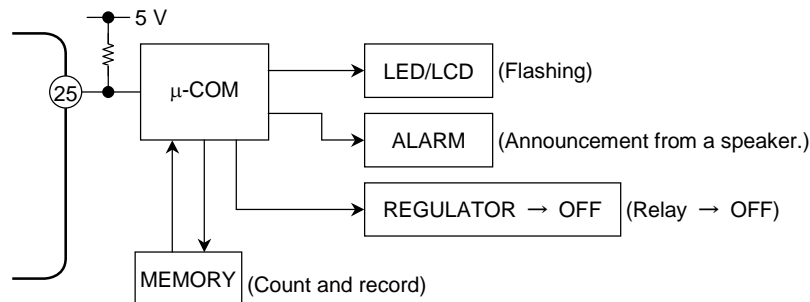 5 V
25
μ-COM
LED/LCD (Flashing)
ALARM (Announcement from a speaker.)
REGULATOR → OFF (Relay → OFF)
MEMORY (Count and record)